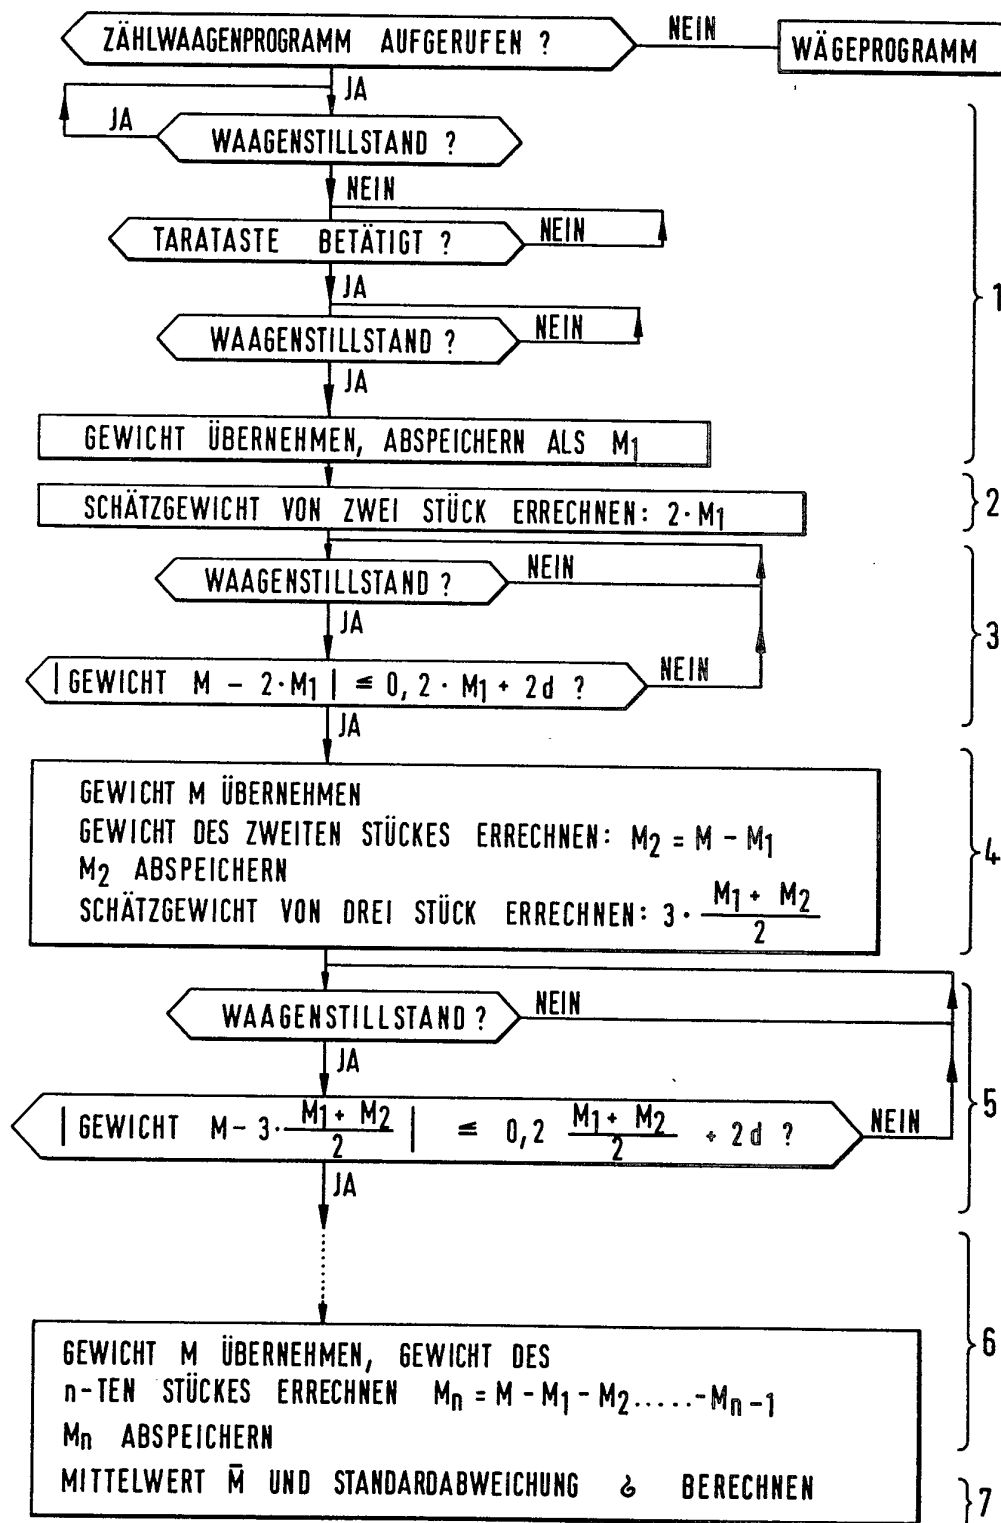 ZÄHLWAAGENPROGRAMM AUFGERUFEN ?
NEIN
WÄGEPROGRAMM
JA
JA
WAAGENSTILLSTAND ?
NEIN
TARATASTE BETÄTIGT ?
NEIN
JA
WAAGENSTILLSTAND ?
NEIN
JA
1
GEWICHT ÜBERNEHMEN, ABSPEICHERN ALS M1
SCHÄTZGEWICHT VON ZWEI STÜCK ERRECHNEN: 2·M1
2
WAAGENSTILLSTAND ?
NEIN
JA
3
|GEWICHT M – 2·M1| ≤ 0,2 · M1 + 2d ?
NEIN
JA
GEWICHT M ÜBERNEHMEN
GEWICHT DES ZWEITEN STÜCKES ERRECHNEN: M2 = M – M1
M2 ABSPEICHERN
SCHÄTZGEWICHT VON DREI STÜCK ERRECHNEN: 3 · (M1 + M2)/2
4
WAAGENSTILLSTAND ?
NEIN
JA
5
|GEWICHT M – 3 · (M1 + M2)/2| ≤ 0,2 (M1 + M2)/2 + 2d ?
NEIN
JA
6
GEWICHT M ÜBERNEHMEN, GEWICHT DES
n-TEN STÜCKES ERRECHNEN Mn = M – M1 – M2.....-Mn–1
Mn ABSPEICHERN
MITTELWERT M̄ UND STANDARDABWEICHUNG ϭ BERECHNEN
7